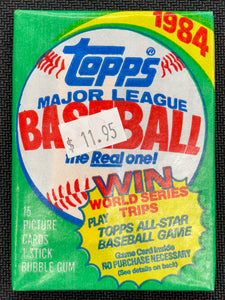 1984
Topps®
MAJOR LEAGUE
BASEBALL
$ 11.95
the Real one!
WIN
WORLD SERIES
TRIPS
PLAY
TOPPS ALL-STAR
BASEBALL GAME
Game Card Inside
NO PURCHASE NECESSARY
(See details on back)
15
PICTURE
CARDS
1 STICK
BUBBLE GUM